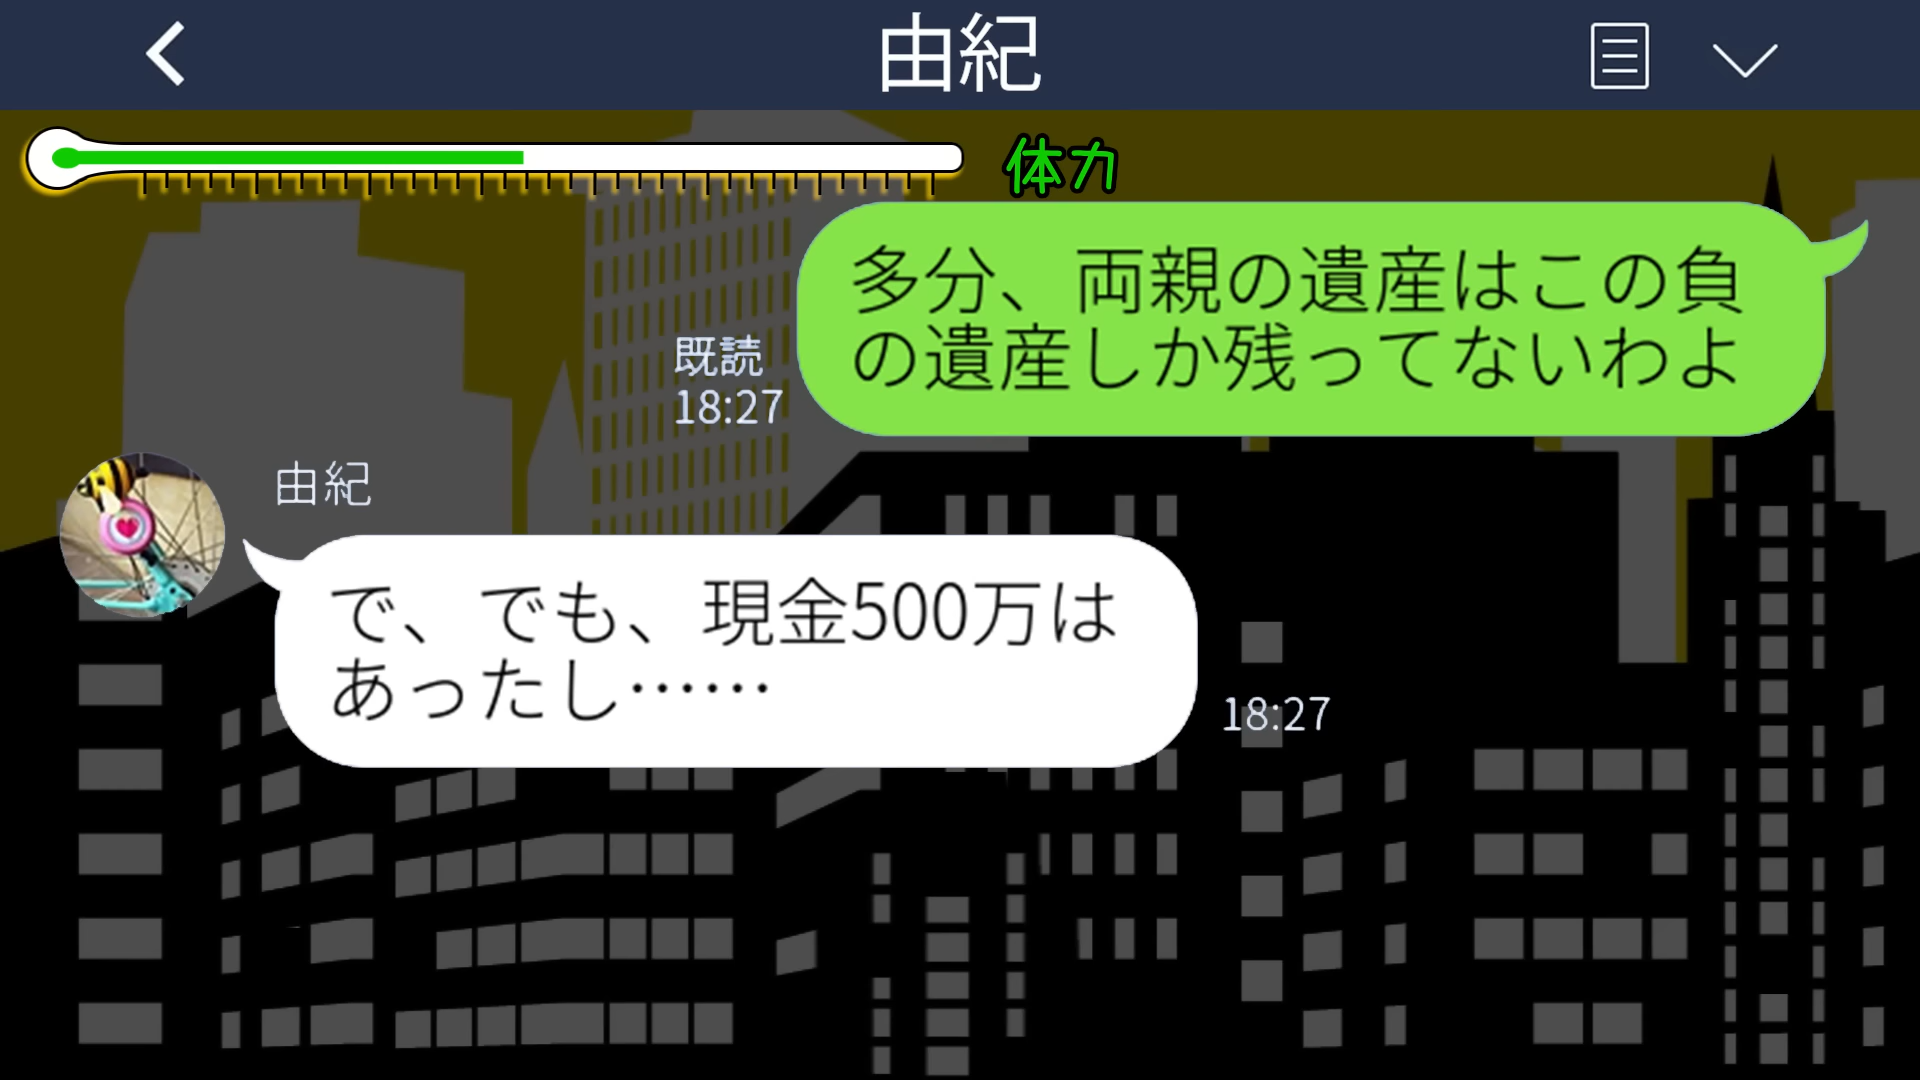 由紀
体力
多分、両親の遺産はこの負
の遺産しか残ってないわよ
既読
18:27
由紀
で、でも、現金500万は
あったし……
18:27